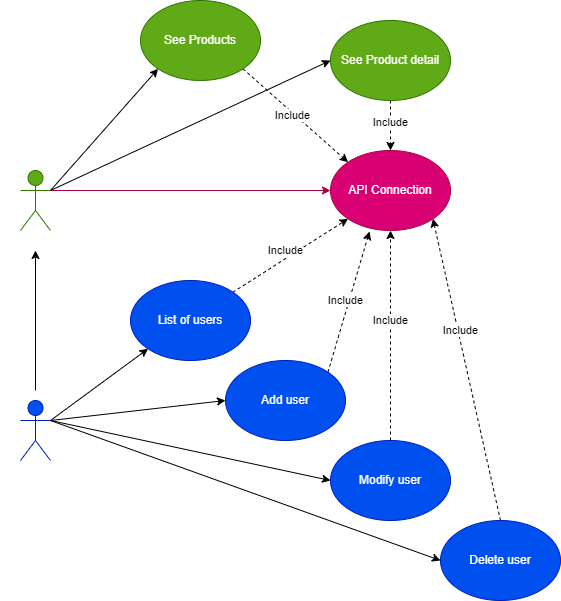 See Products
See Product detail
Include
Include
API Connection
Include
List of users
Include
Include
Include
Add user
Modify user
Delete user